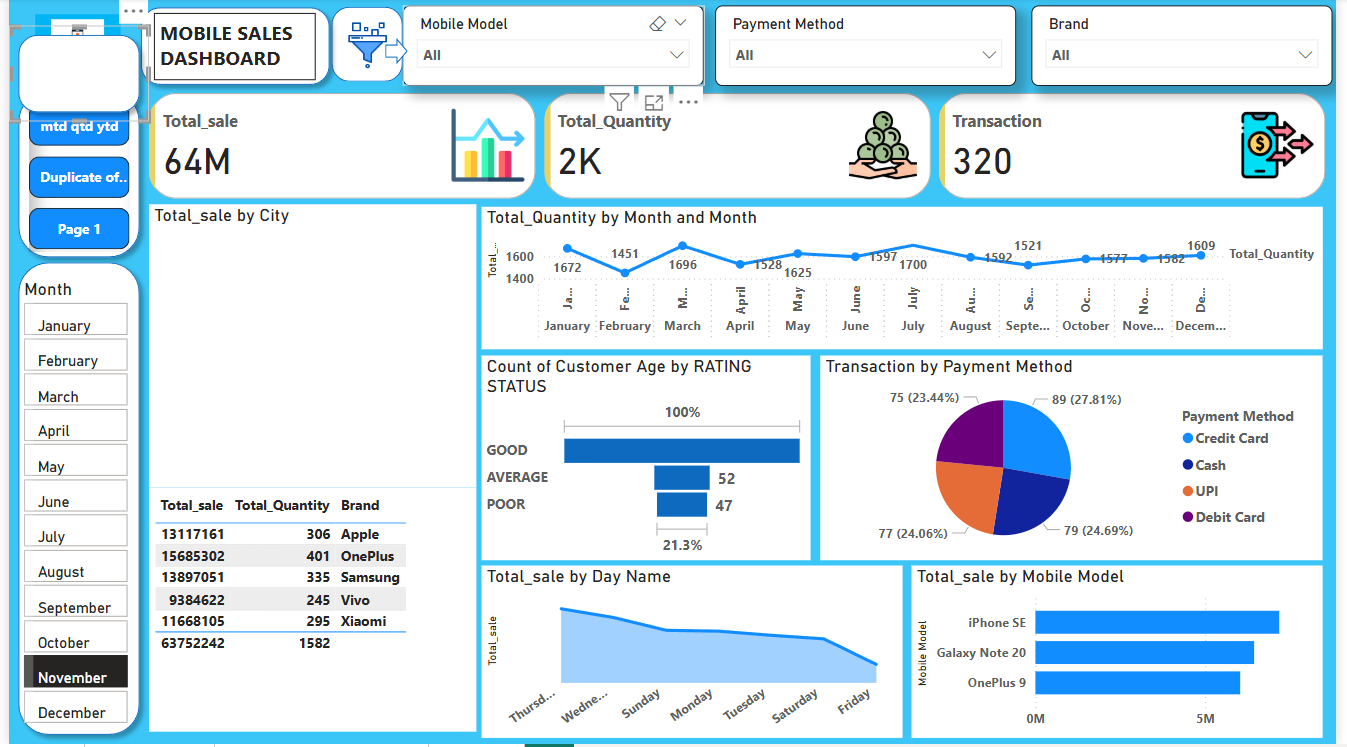 MOBILE SALES
DASHBOARD
Mobile Model
All
Payment Method
All
Brand
All
mtd qtd ytd
Duplicate of..
Page 1
Total_sale
64M
Total_Quantity
2K
Transaction
320
Month
January
February
March
April
May
June
July
August
September
October
November
December
Total_sale by City
Total_sale Total_Quantity Brand
13117161 306 Apple
15685302 401 OnePlus
13897051 335 Samsung
9384622 245 Vivo
11668105 295 Xiaomi
63752242 1582
Total_Quantity by Month and Month
Total_...
1600
1400
1672
1451
1696
1528
1625
1597
1700
1592
1521
1577
1582
1609
Total_Quantity
Ja... Fe... M... April May June July Au... Se... Oc... No... De...
January February March April May June July August Septe... October Nove... Decem...
Count of Customer Age by RATING
STATUS
100%
GOOD
AVERAGE 52
POOR 47
21.3%
Transaction by Payment Method
75 (23.44%)
89 (27.81%)
77 (24.06%)
79 (24.69%)
Payment Method
Credit Card
Cash
UPI
Debit Card
Total_sale by Day Name
Total_sale
Thursd... Wedne... Sunday Monday Tuesday Saturday Friday
Total_sale by Mobile Model
Mobile Model
iPhone SE
Galaxy Note 20
OnePlus 9
0M 5M